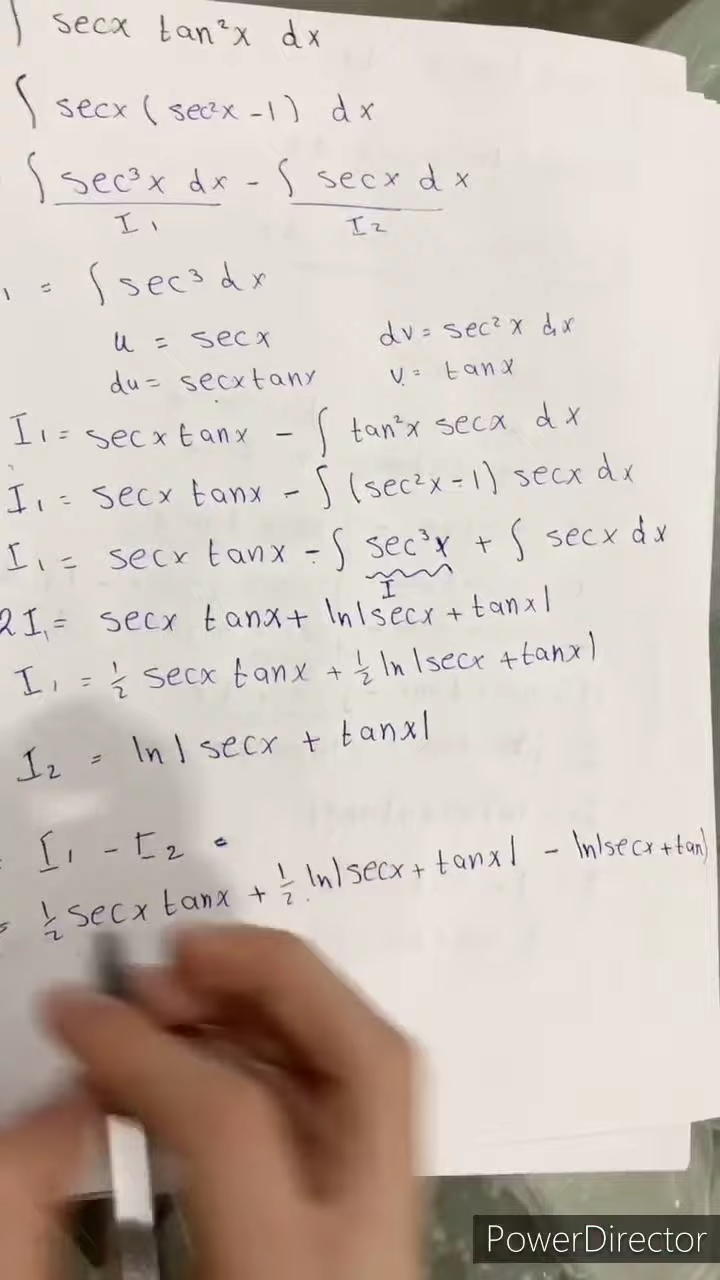 ∫ secx tan²x dx
∫ secx ( sec²x - 1 ) dx
∫ sec³x dx - ∫ secx dx
I₁ I₂
₁ = ∫ sec³ dx
u = secx dv = sec²x dx
du = secxtanx v = tanx
I₁ = secx tanx - ∫ tan²x secx dx
I₁ = secx tanx - ∫ (sec²x - 1) secx dx
I₁ = secx tanx - ∫ sec³x + ∫ secx dx
I
2I₁ = secx tanx + ln|secx + tanx|
I₁ = ½ secx tanx + ½ ln|secx + tanx|
I₂ = ln|secx + tanx|
= I₁ - I₂ =
= ½ secx tanx + ½ ln|secx + tanx| - ln|secx + tan|
PowerDirector